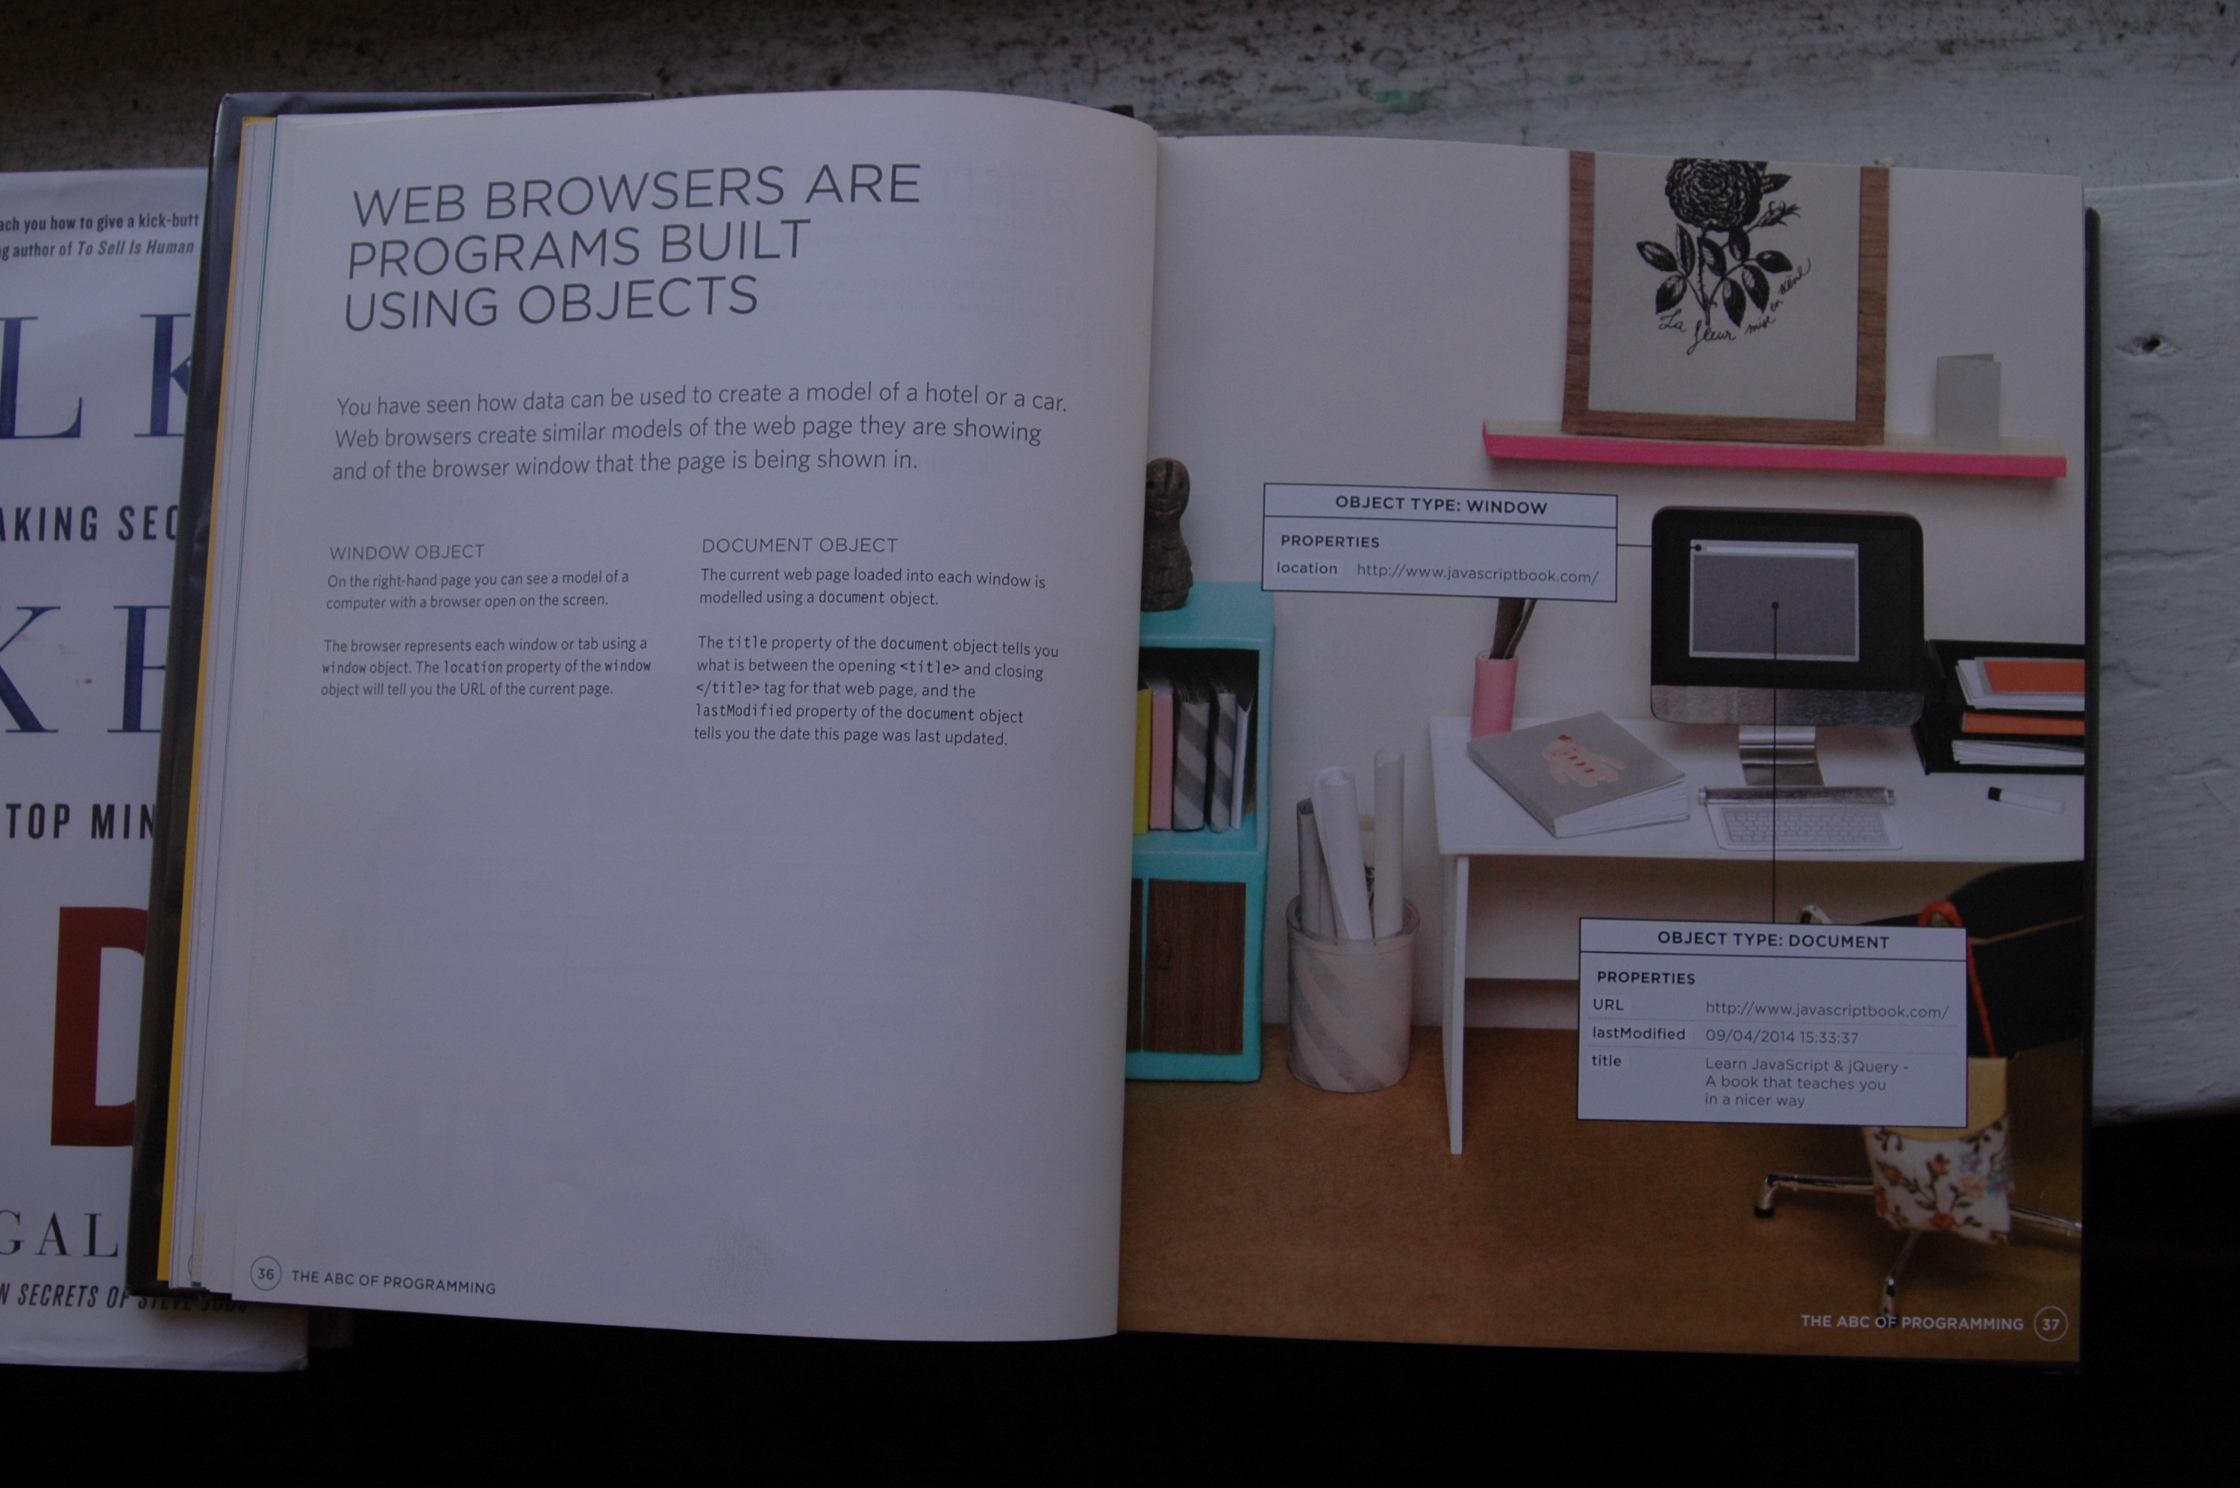 ach you how to give a kick-butt
g author of To Sell Is Human
L K
AKING SEC
K E
TOP MIN
D
GAL
N SECRETS OF STEVE JOBS
WEB BROWSERS ARE
PROGRAMS BUILT
USING OBJECTS
You have seen how data can be used to create a model of a hotel or a car.
Web browsers create similar models of the web page they are showing
and of the browser window that the page is being shown in.
WINDOW OBJECT
On the right-hand page you can see a model of a
computer with a browser open on the screen.
The browser represents each window or tab using a
window object. The location property of the window
object will tell you the URL of the current page.
DOCUMENT OBJECT
The current web page loaded into each window is
modelled using a document object.
The title property of the document object tells you
what is between the opening <title> and closing
</title> tag for that web page, and the
lastModified property of the document object
tells you the date this page was last updated.
36 THE ABC OF PROGRAMMING
La fleur mise en scène
OBJECT TYPE: WINDOW
PROPERTIES
location http://www.javascriptbook.com/
OBJECT TYPE: DOCUMENT
PROPERTIES
URL http://www.javascriptbook.com/
lastModified 09/04/2014 15:33:37
title Learn JavaScript & jQuery -
A book that teaches you
in a nicer way
THE ABC OF PROGRAMMING 37